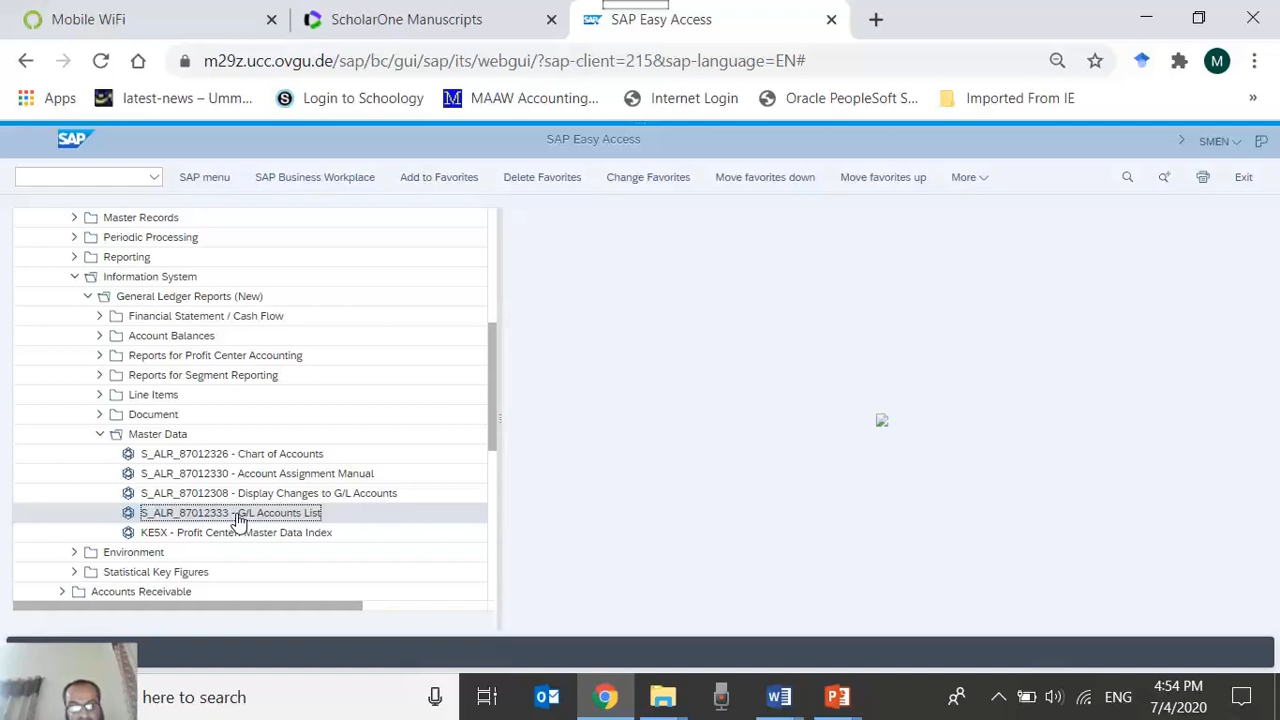 Mobile WiFi
ScholarOne Manuscripts
SAP Easy Access
m29z.ucc.ovgu.de/sap/bc/gui/sap/its/webgui/?sap-client=215&sap-language=EN#
M
Apps
latest-news – Umm...
Login to Schoology
MAAW Accounting...
Internet Login
Oracle PeopleSoft S...
Imported From IE
SAP
SAP Easy Access
SMEN
SAP menu
SAP Business Workplace
Add to Favorites
Delete Favorites
Change Favorites
Move favorites down
Move favorites up
More
Exit
Master Records
Periodic Processing
Reporting
Information System
General Ledger Reports (New)
Financial Statement / Cash Flow
Account Balances
Reports for Profit Center Accounting
Reports for Segment Reporting
Line Items
Document
Master Data
S_ALR_87012326 - Chart of Accounts
S_ALR_87012330 - Account Assignment Manual
S_ALR_87012308 - Display Changes to G/L Accounts
S_ALR_87012333 - G/L Accounts List
KE5X - Profit Center: Master Data Index
Environment
Statistical Key Figures
Accounts Receivable
here to search
ENG
4:54 PM
7/4/2020